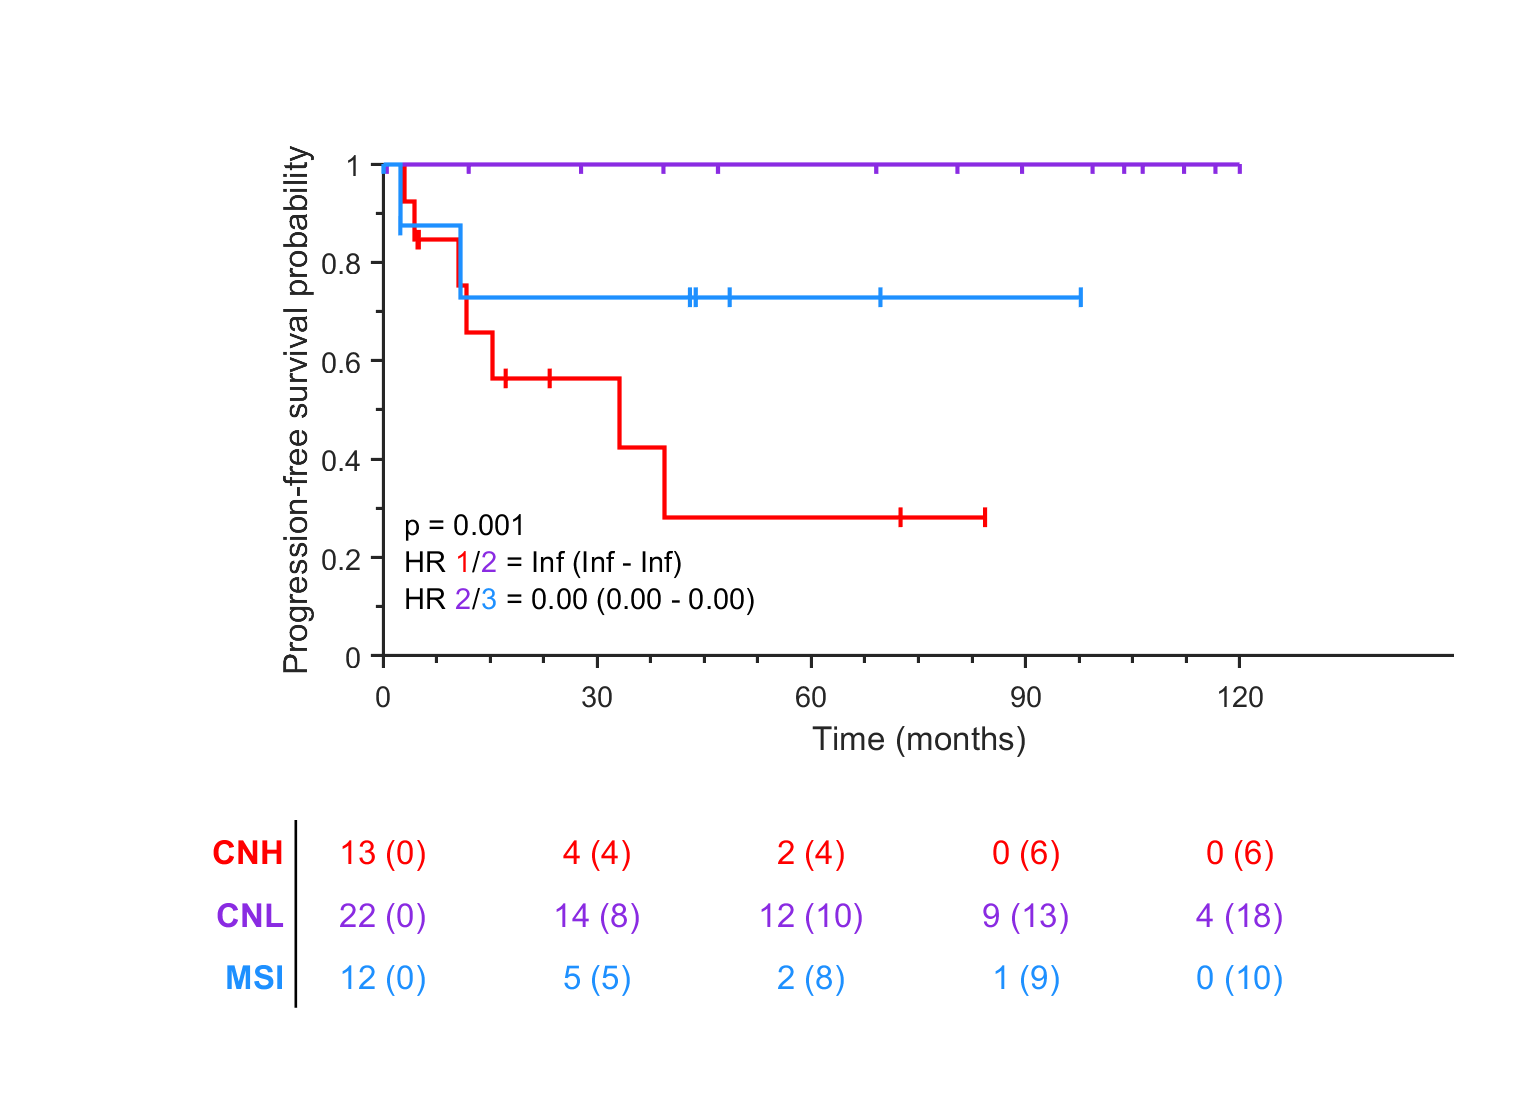 Progression-free survival probability
1
0.8
0.6
0.4
0.2
0
p = 0.001
HR 1/2 = Inf (Inf - Inf)
HR 2/3 = 0.00 (0.00 - 0.00)
0 30 60 90 120
Time (months)
CNH 13 (0) 4 (4) 2 (4) 0 (6) 0 (6)
CNL 22 (0) 14 (8) 12 (10) 9 (13) 4 (18)
MSI 12 (0) 5 (5) 2 (8) 1 (9) 0 (10)